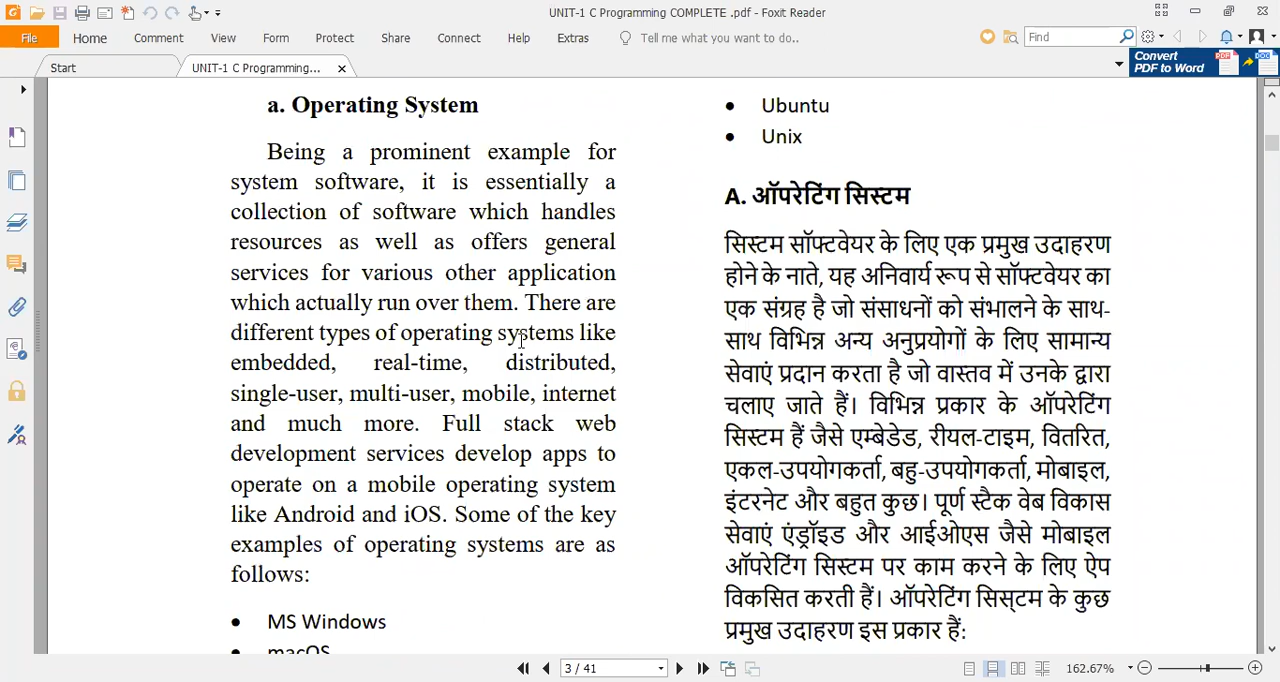 UNIT-1 C Programming COMPLETE .pdf - Foxit Reader
File Home Comment View Form Protect Share Connect Help Extras Tell me what you want to do.. Find
Start UNIT-1 C Programming... Convert
PDF to Word
a. Operating System
Being a prominent example for
system software, it is essentially a
collection of software which handles
resources as well as offers general
services for various other application
which actually run over them. There are
different types of operating systems like
embedded, real-time, distributed,
single-user, multi-user, mobile, internet
and much more. Full stack web
development services develop apps to
operate on a mobile operating system
like Android and iOS. Some of the key
examples of operating systems are as
follows:
• MS Windows
• macOS
• Ubuntu
• Unix
A. ऑपरेटिंग सिस्टम
सिस्टम सॉफ्टवेयर के लिए एक प्रमुख उदाहरण
होने के नाते, यह अनिवार्य रूप से सॉफ्टवेयर का
एक संग्रह है जो संसाधनों को संभालने के साथ-
साथ विभिन्न अन्य अनुप्रयोगों के लिए सामान्य
सेवाएं प्रदान करता है जो वास्तव में उनके द्वारा
चलाए जाते हैं। विभिन्न प्रकार के ऑपरेटिंग
सिस्टम हैं जैसे एम्बेडेड, रीयल-टाइम, वितरित,
एकल-उपयोगकर्ता, बहु-उपयोगकर्ता, मोबाइल,
इंटरनेट और बहुत कुछ। पूर्ण स्टैक वेब विकास
सेवाएं एंड्रॉइड और आईओएस जैसे मोबाइल
ऑपरेटिंग सिस्टम पर काम करने के लिए ऐप
विकसित करती हैं। ऑपरेटिंग सिस्‌टम के कुछ
प्रमुख उदाहरण इस प्रकार हैं:
3 / 41 162.67%